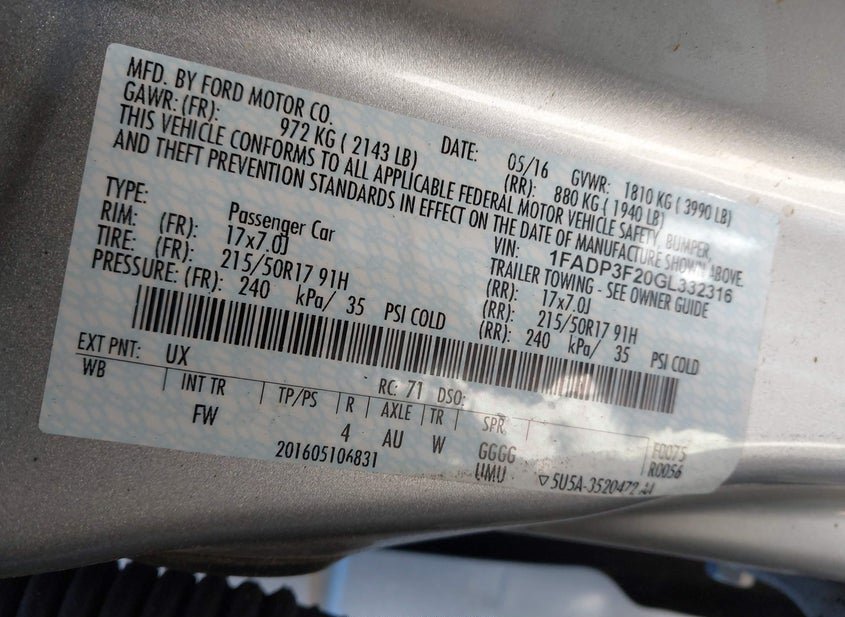 MFD. BY FORD MOTOR CO. DATE: 05/16 GVWR: 1810 KG ( 3990 LB)
GAWR: (FR): 972 KG ( 2143 LB) (RR): 880 KG ( 1940 LB)
THIS VEHICLE CONFORMS TO ALL APPLICABLE FEDERAL MOTOR VEHICLE SAFETY, BUMPER,
AND THEFT PREVENTION STANDARDS IN EFFECT ON THE DATE OF MANUFACTURE SHOWN ABOVE.
VIN: 1FADP3F20GL332316
TYPE: Passenger Car TRAILER TOWING - SEE OWNER GUIDE
RIM: (FR): 17x7.0J (RR): 17x7.0J
TIRE: (FR): 215/50R17 91H (RR): 215/50R17 91H
PRESSURE: (FR): 240 kPa/ 35 PSI COLD (RR): 240 kPa/ 35 PSI COLD
EXT PNT: UX RC: 71 DSO:
WB INT TR TP/PS R AXLE TR SPR
FW 4 AU W GGGG F0075
201605106831 UMU R0056
▽5U5A-3520472